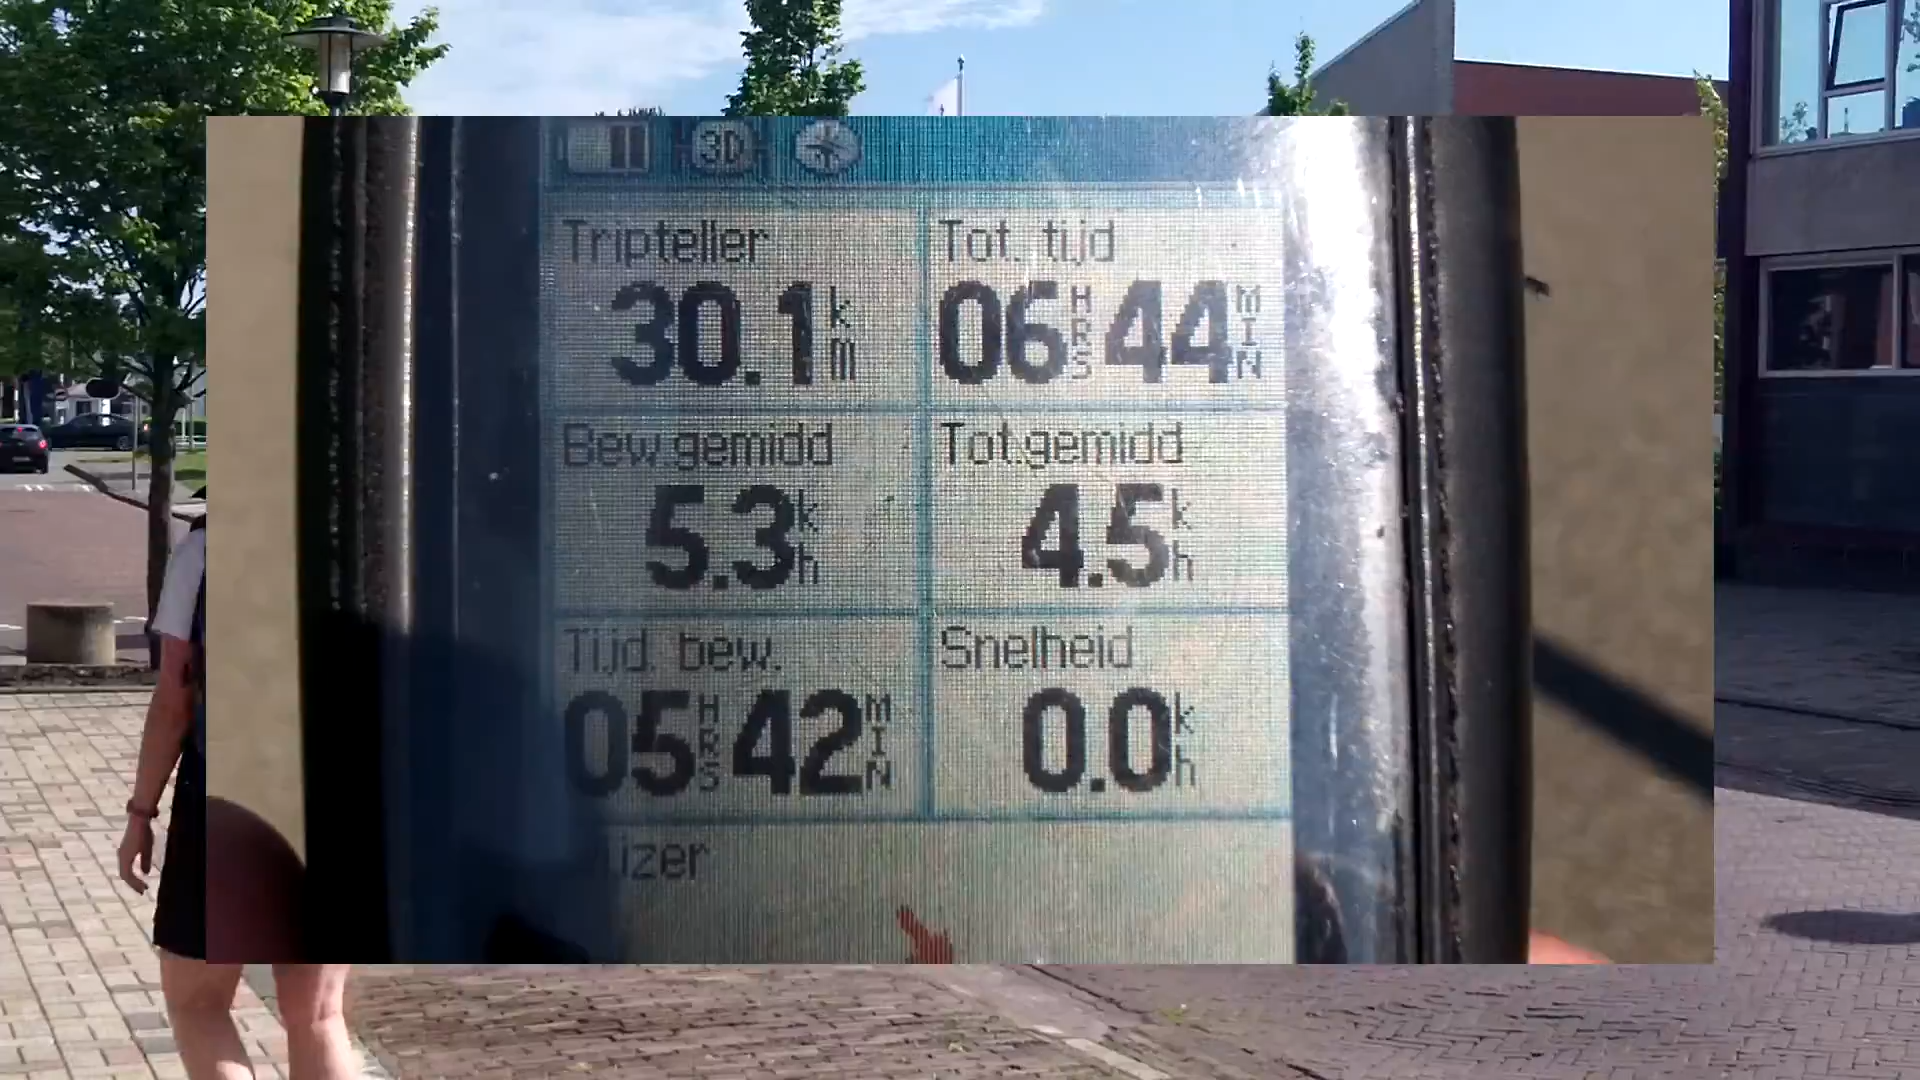 3D
Tripteller
30.1 km
Tot. tijd
06 HRS 44 MIN
Bew.gemidd
5.3 kh
Tot.gemidd
4.5 kh
Tijd. bew.
05 HRS 42 MIN
Snelheid
0.0 kh